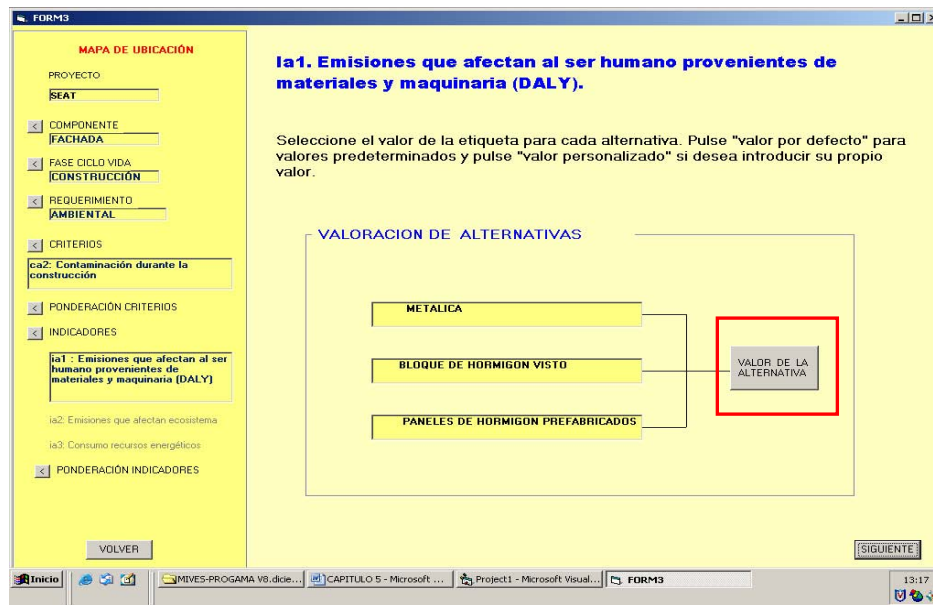 FORM3
MAPA DE UBICACIÓN
PROYECTO
SEAT
< COMPONENTE
FACHADA
< FASE CICLO VIDA
CONSTRUCCIÓN
< REQUERIMIENTO
AMBIENTAL
< CRITERIOS
ca2: Contaminación durante la
construcción
< PONDERACIÓN CRITERIOS
< INDICADORES
ia1 : Emisiones que afectan al ser
humano provenientes de
materiales y maquinaria (DALY)
ia2: Emisiones que afectan ecosistema
ia3: Consumo recursos energéticos
< PONDERACIÓN INDICADORES
VOLVER
Ia1. Emisiones que afectan al ser humano provenientes de
materiales y maquinaria (DALY).
Seleccione el valor de la etiqueta para cada alternativa. Pulse "valor por defecto" para
valores predeterminados y pulse "valor personalizado" si desea introducir su propio
valor.
VALORACION DE ALTERNATIVAS
METALICA
BLOQUE DE HORMIGON VISTO
PANELES DE HORMIGON PREFABRICADOS
VALOR DE LA
ALTERNATIVA
SIGUIENTE
Inicio
MIVES-PROGAMA V8.dicie...
CAPITULO 5 - Microsoft ...
Project1 - Microsoft Visual...
FORM3
13:17